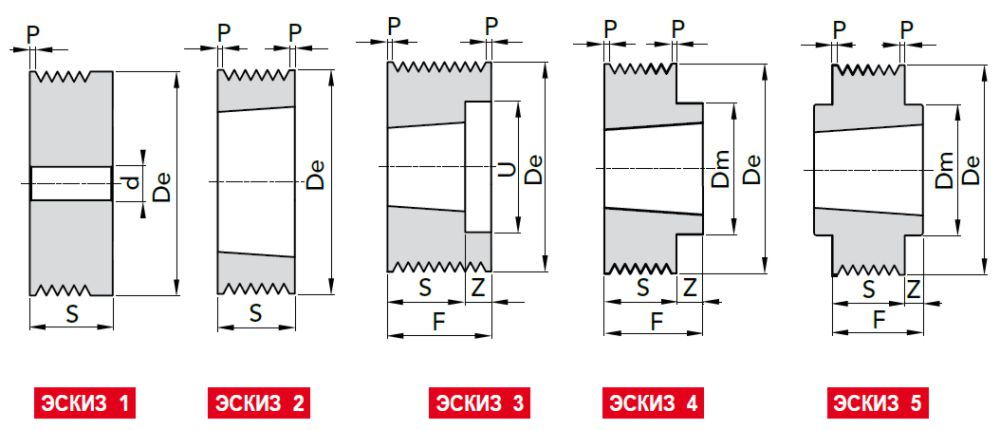 P P P P P P P P P
d De De U De Dm De Dm De
S S S Z S Z S Z
F F F
ЭСКИЗ 1 ЭСКИЗ 2 ЭСКИЗ 3 ЭСКИЗ 4 ЭСКИЗ 5